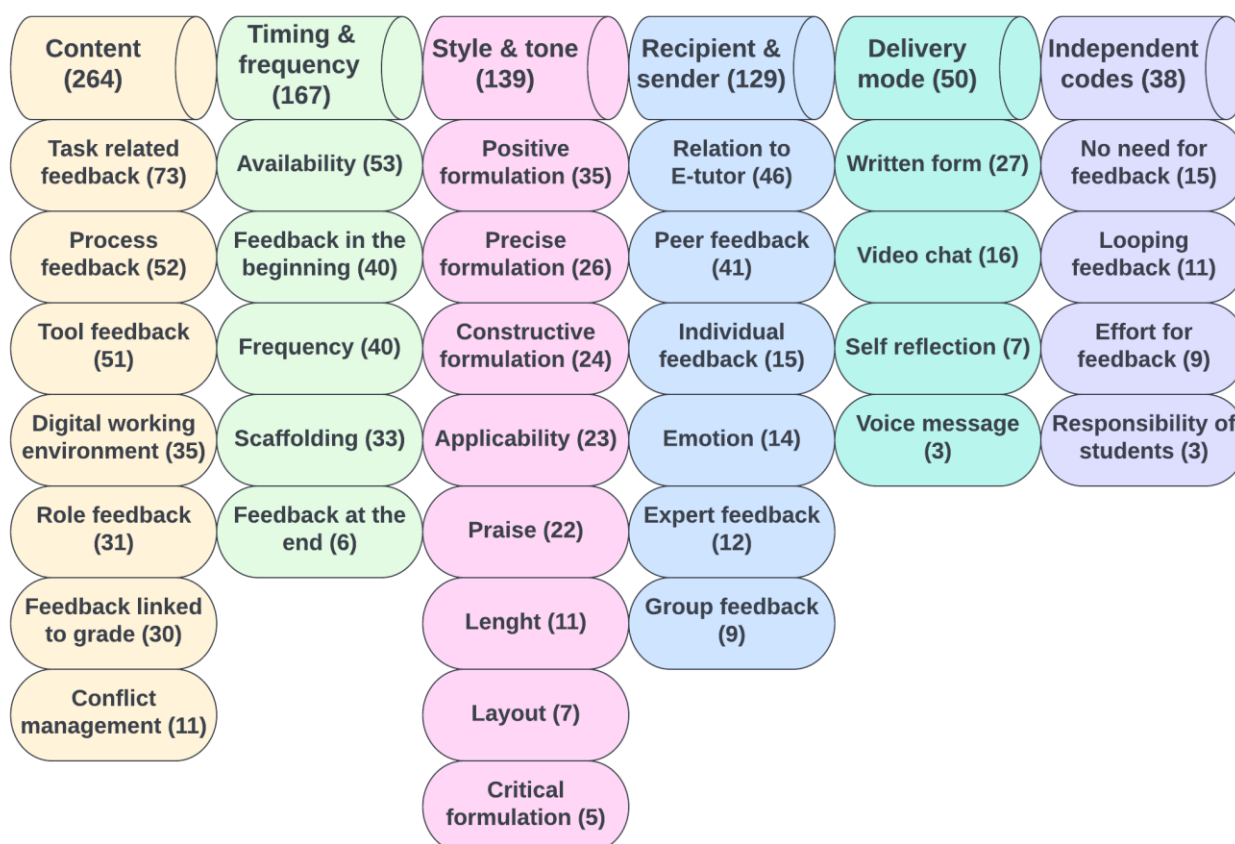 Content
(264)
Task related
feedback (73)
Process
feedback (52)
Tool feedback
(51)
Digital working
environment (35)
Role feedback
(31)
Feedback linked
to grade (30)
Conflict
management (11)
Timing &
frequency
(167)
Availability (53)
Feedback in the
beginning (40)
Frequency (40)
Scaffolding (33)
Feedback at the
end (6)
Style & tone
(139)
Positive
formulation (35)
Precise
formulation (26)
Constructive
formulation (24)
Applicability (23)
Praise (22)
Lenght (11)
Layout (7)
Critical
formulation (5)
Recipient &
sender (129)
Relation to
E-tutor (46)
Peer feedback
(41)
Individual
feedback (15)
Emotion (14)
Expert feedback
(12)
Group feedback
(9)
Delivery
mode (50)
Written form (27)
Video chat (16)
Self reflection (7)
Voice message
(3)
Independent
codes (38)
No need for
feedback (15)
Looping
feedback (11)
Effort for
feedback (9)
Responsibility of
students (3)